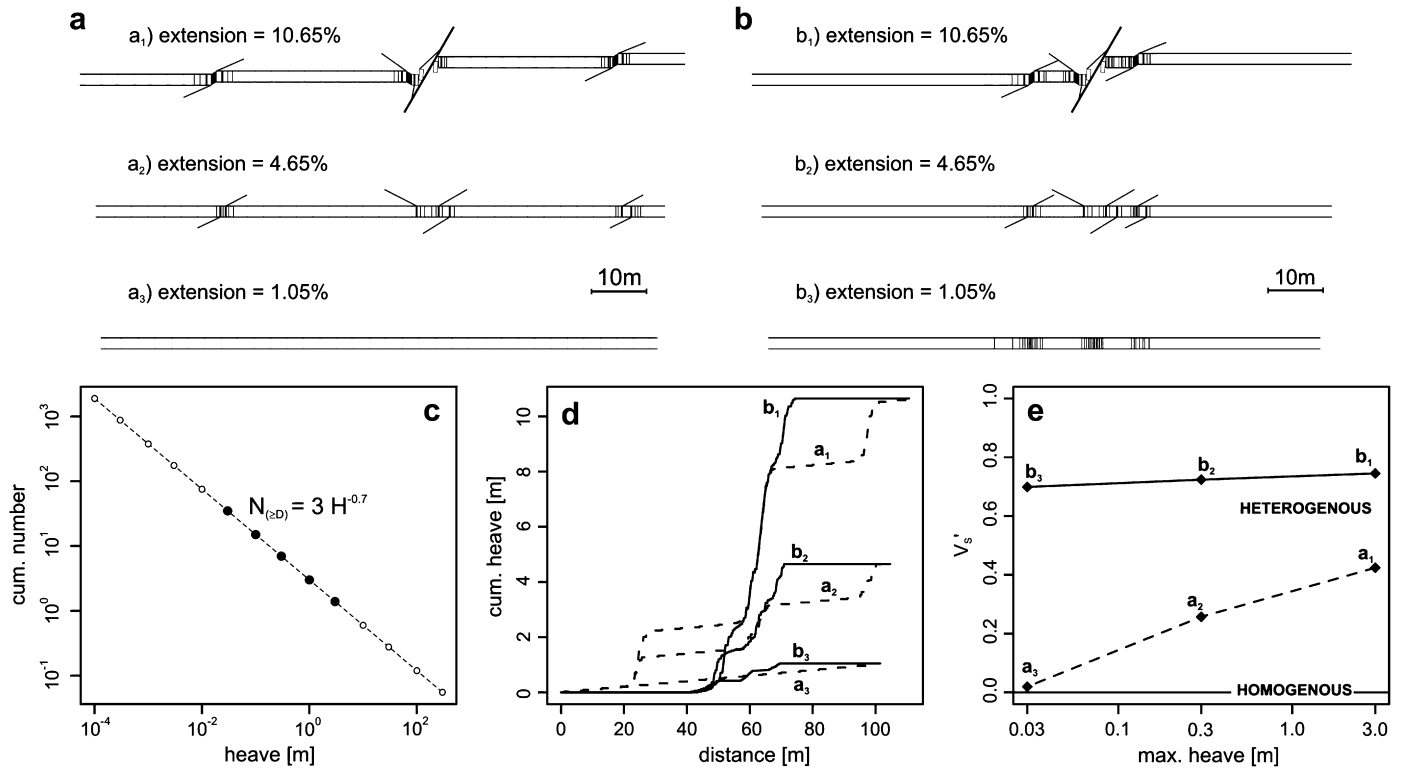 a
a₁) extension = 10.65%
a₂) extension = 4.65%
10m
a₃) extension = 1.05%
b
b₁) extension = 10.65%
b₂) extension = 4.65%
10m
b₃) extension = 1.05%
c
N(≥D) = 3 H⁻⁰·⁷
cum. number
10³
10²
10¹
10⁰
10⁻¹
10⁻⁴
10⁻²
10⁰
10²
heave [m]
d
b₁
a₁
b₂
a₂
b₃
a₃
cum. heave [m]
10
8
6
4
2
0
0
20
40
60
80
100
distance [m]
e
b₃
b₂
b₁
HETEROGENOUS
a₁
a₂
a₃
HOMOGENOUS
Vₛ'
1.0
0.8
0.6
0.4
0.2
0.0
0.03
0.1
0.3
1.0
3.0
max. heave [m]